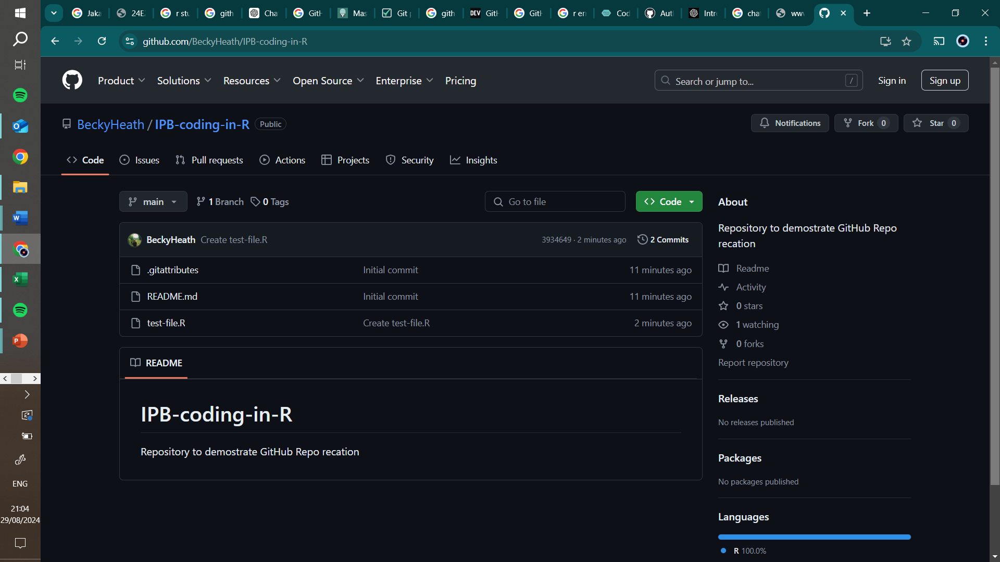 Jaka
24E
r stu
gith
Cha
GitH
Mas
Git p
gith
DEV GitH
GitH
r err
Cod
Aut
Intr
chat
ww
github.com/BeckyHeath/IPB-coding-in-R
Product
Solutions
Resources
Open Source
Enterprise
Pricing
Search or jump to...
/
Sign in
Sign up
BeckyHeath / IPB-coding-in-R Public
Notifications
Fork 0
Star 0
Code
Issues
Pull requests
Actions
Projects
Security
Insights
main
1 Branch
0 Tags
Go to file
Code
BeckyHeath Create test-file.R 3934649 · 2 minutes ago 2 Commits
.gitattributes Initial commit 11 minutes ago
README.md Initial commit 11 minutes ago
test-file.R Create test-file.R 2 minutes ago
README
IPB-coding-in-R
Repository to demostrate GitHub Repo recation
About
Repository to demostrate GitHub Repo
recation
Readme
Activity
0 stars
1 watching
0 forks
Report repository
Releases
No releases published
Packages
No packages published
Languages
R 100.0%
ENG
21:04
29/08/2024